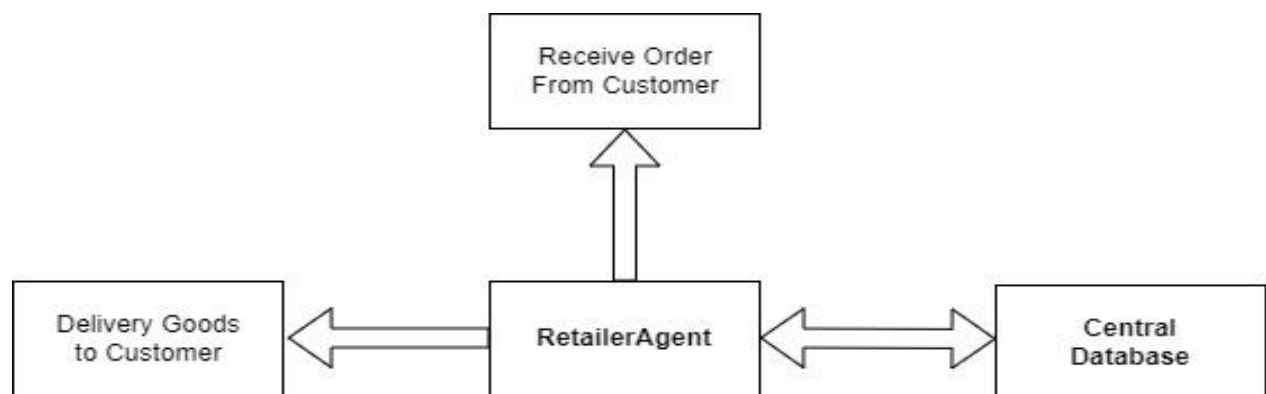 Receive Order
From Customer
Delivery Goods
to Customer
RetailerAgent
Central
Database